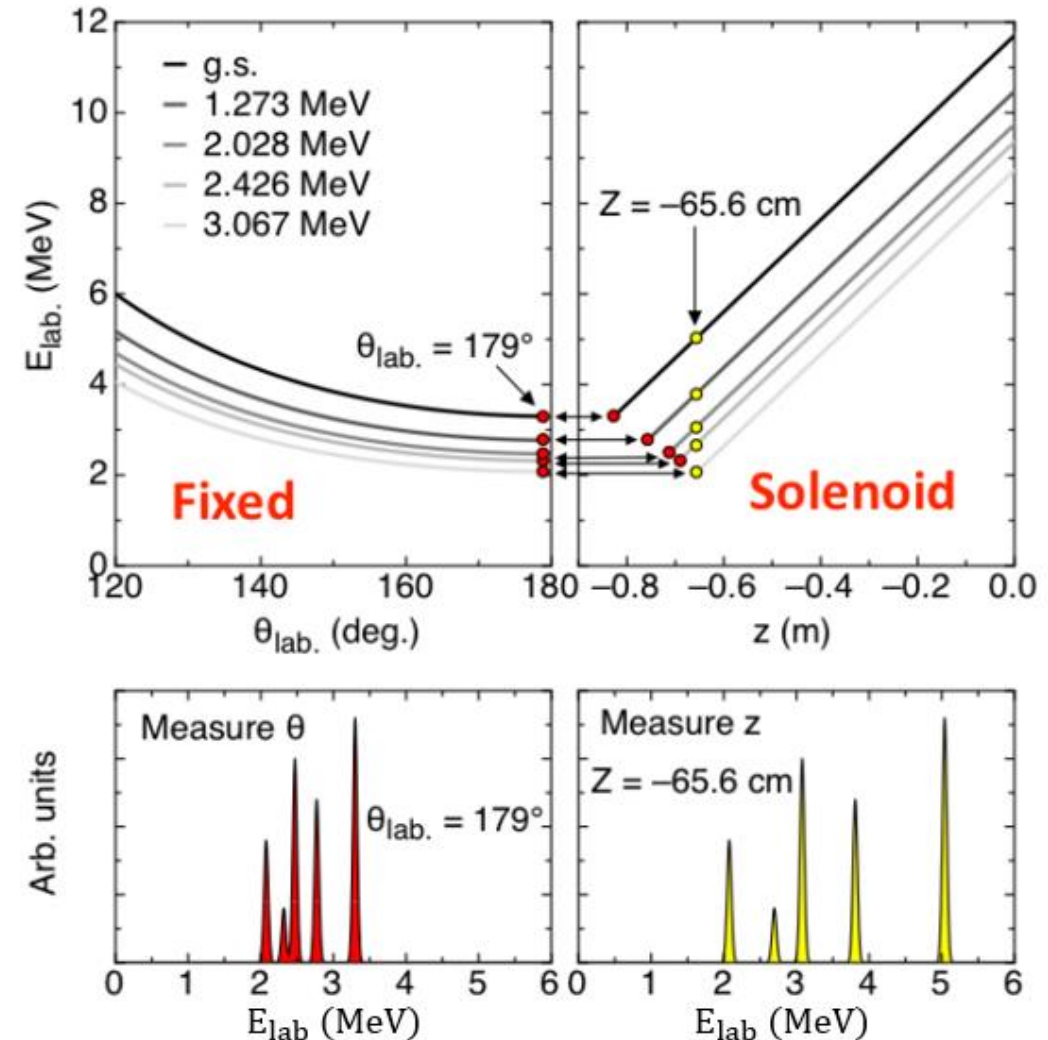 12
10
8
6
4
2
0
E_lab. (MeV)
g.s.
1.273 MeV
2.028 MeV
2.426 MeV
3.067 MeV
θ_lab. = 179°
Fixed
120 140 160 180
θ_lab. (deg.)
Z = –65.6 cm
Solenoid
–0.8 –0.6 –0.4 –0.2 0.0
z (m)
Arb. units
Measure θ
θ_lab. = 179°
0 1 2 3 4 5 6
E_lab (MeV)
Measure z
Z = –65.6 cm
0 1 2 3 4 5 6
E_lab (MeV)